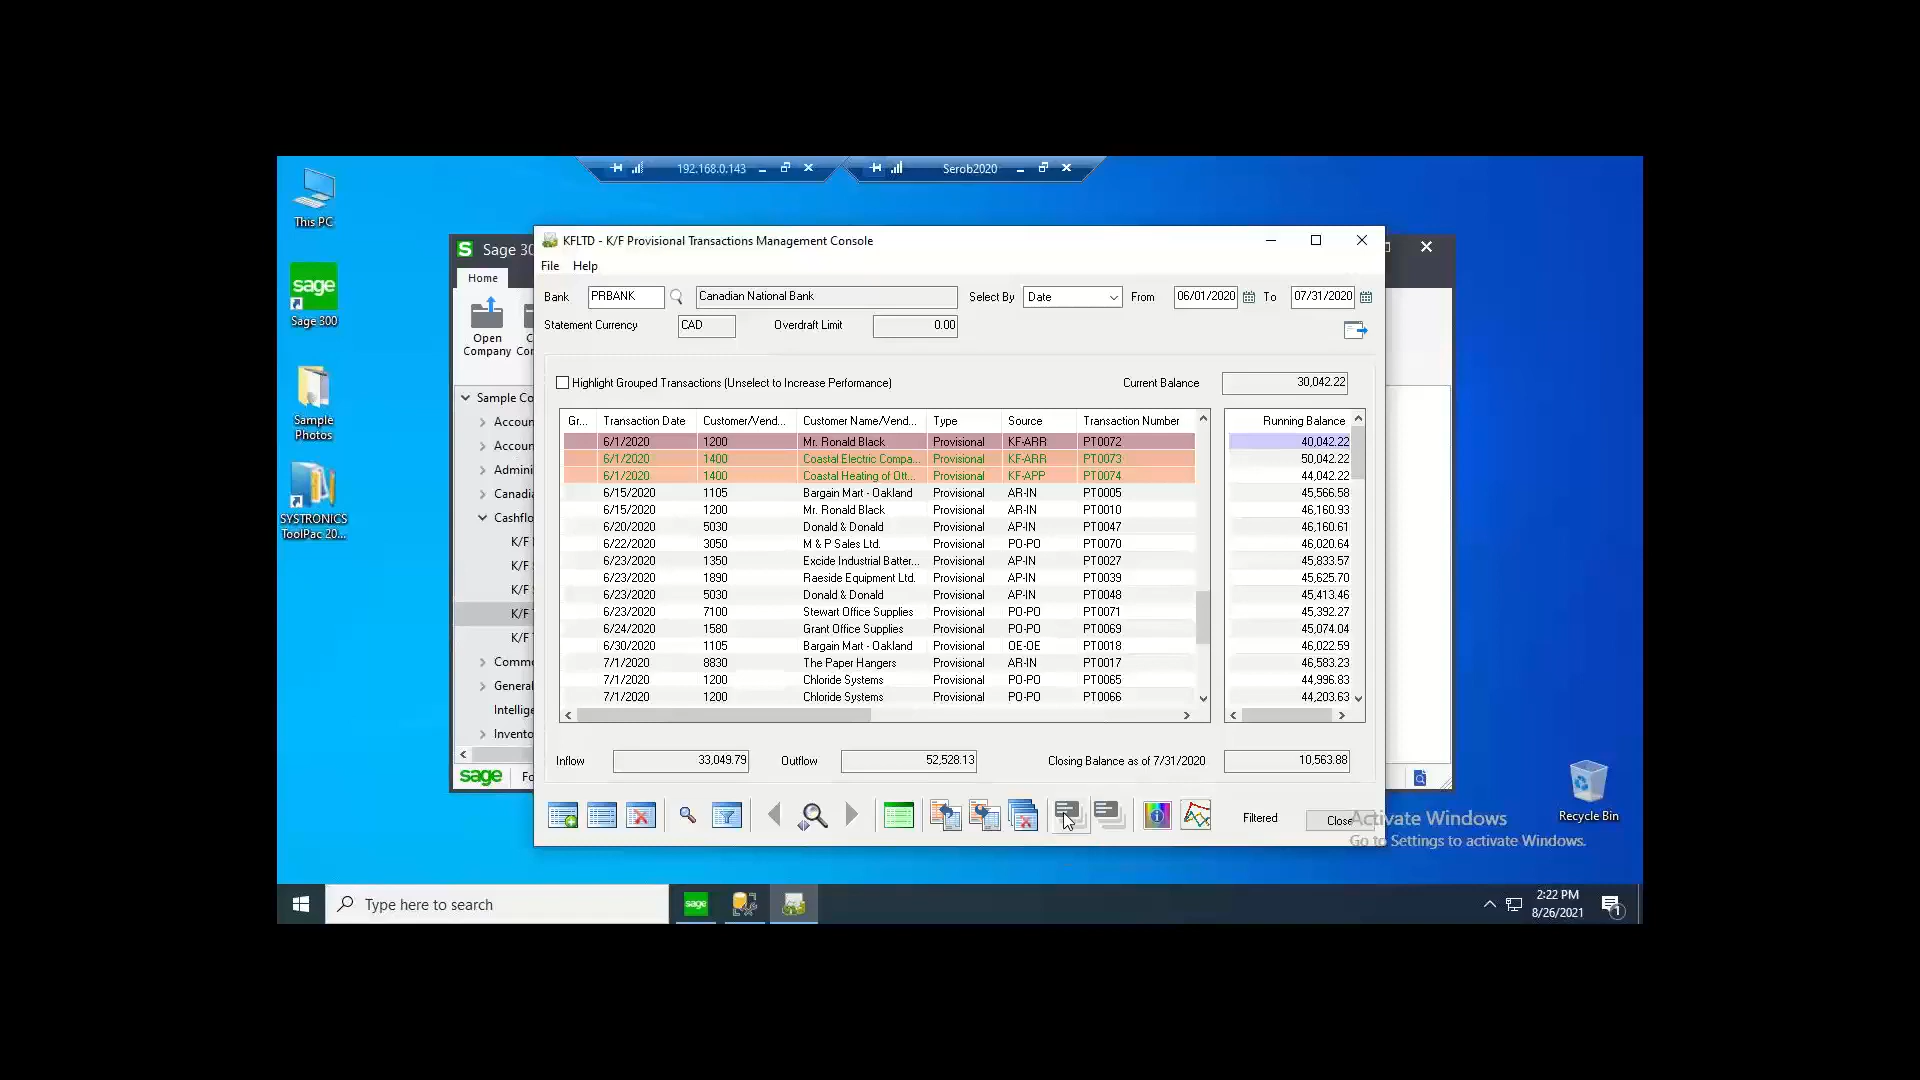 192.168.0.143
Serob2020
This PC
sage
Sage 300
Sample
Photos
SYSTRONICS
ToolPac 20...
S Sage 30
Home
Open
Company
Sample Co
Accour
Accour
Admini
Canadia
Cashflo
K/F
K/F
K/F
K/F
K/F
Comm
General
Intellig
Invento
sage
KFLTD - K/F Provisional Transactions Management Console
File Help
Bank PRBANK Canadian National Bank Select By Date From 06/01/2020 To 07/31/2020
Statement Currency CAD Overdraft Limit 0.00
Highlight Grouped Transactions (Unselect to Increase Performance) Current Balance 30,042.22
Gr... Transaction Date Customer/Vend... Customer Name/Vend... Type Source Transaction Number Running Balance
6/1/2020 1200 Mr. Ronald Black Provisional KF-ARR PT0072 40,042.22
6/1/2020 1400 Coastal Electric Compa... Provisional KF-ARR PT0073 50,042.22
6/1/2020 1400 Coastal Heating of Ott... Provisional KF-APP PT0074 44,042.22
6/15/2020 1105 Bargain Mart - Oakland Provisional AR-IN PT0005 45,566.58
6/15/2020 1200 Mr. Ronald Black Provisional AR-IN PT0010 46,160.93
6/20/2020 5030 Donald & Donald Provisional AP-IN PT0047 46,160.61
6/22/2020 3050 M & P Sales Ltd. Provisional PO-PO PT0070 46,020.64
6/23/2020 1350 Excide Industrial Batter... Provisional AP-IN PT0027 45,833.57
6/23/2020 1890 Raeside Equipment Ltd. Provisional AP-IN PT0039 45,625.70
6/23/2020 5030 Donald & Donald Provisional AP-IN PT0048 45,413.46
6/23/2020 7100 Stewart Office Supplies Provisional PO-PO PT0071 45,392.27
6/24/2020 1580 Grant Office Supplies Provisional PO-PO PT0069 45,074.04
6/30/2020 1105 Bargain Mart - Oakland Provisional OE-OE PT0018 46,022.59
7/1/2020 8830 The Paper Hangers Provisional AR-IN PT0017 46,583.23
7/1/2020 1200 Chloride Systems Provisional PO-PO PT0065 44,996.83
7/1/2020 1200 Chloride Systems Provisional PO-PO PT0066 44,203.63
Inflow 33,049.79 Outflow 52,528.13 Closing Balance as of 7/31/2020 10,563.88
Filtered Close
Activate Windows
Go to Settings to activate Windows.
Recycle Bin
Type here to search
sage
2:22 PM
8/26/2021
1